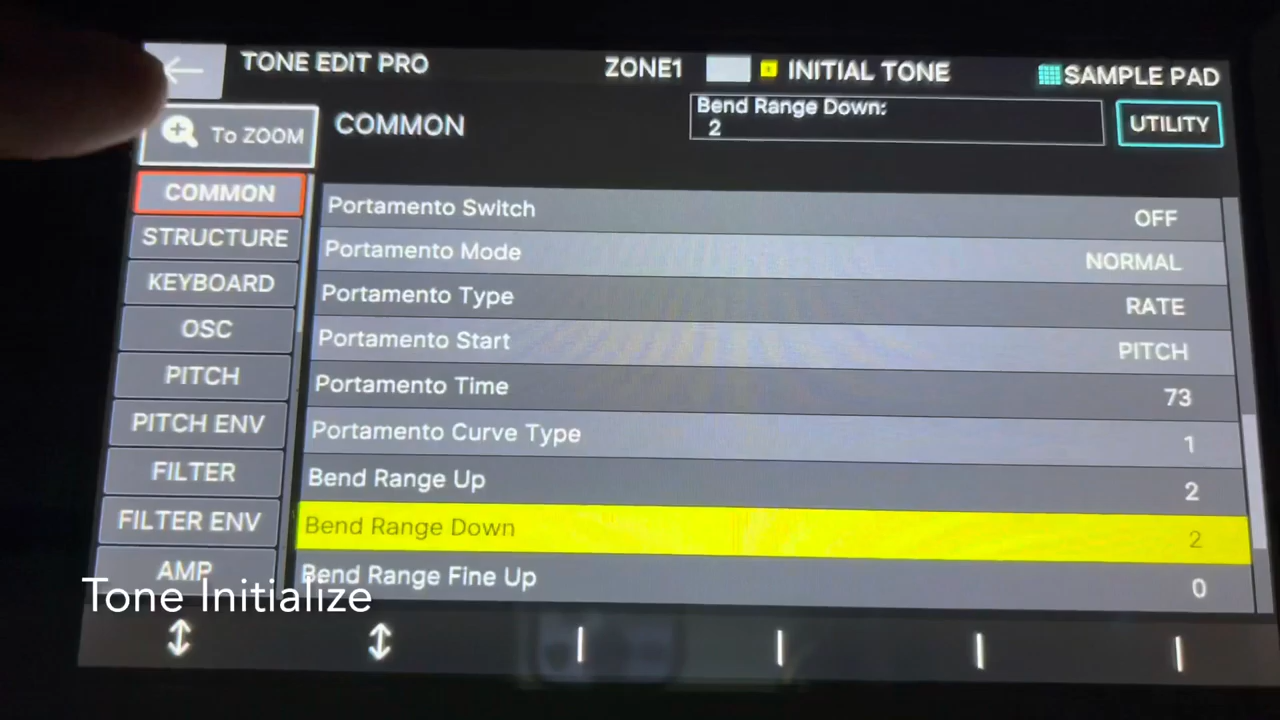 TONE EDIT PRO
ZONE1
INITIAL TONE
SAMPLE PAD
To ZOOM
COMMON
Bend Range Down:
2
UTILITY
COMMON
STRUCTURE
KEYBOARD
OSC
PITCH
PITCH ENV
FILTER
FILTER ENV
AMP
Portamento Switch OFF
Portamento Mode NORMAL
Portamento Type RATE
Portamento Start PITCH
Portamento Time 73
Portamento Curve Type 1
Bend Range Up 2
Bend Range Down 2
Bend Range Fine Up 0
Tone Initialize